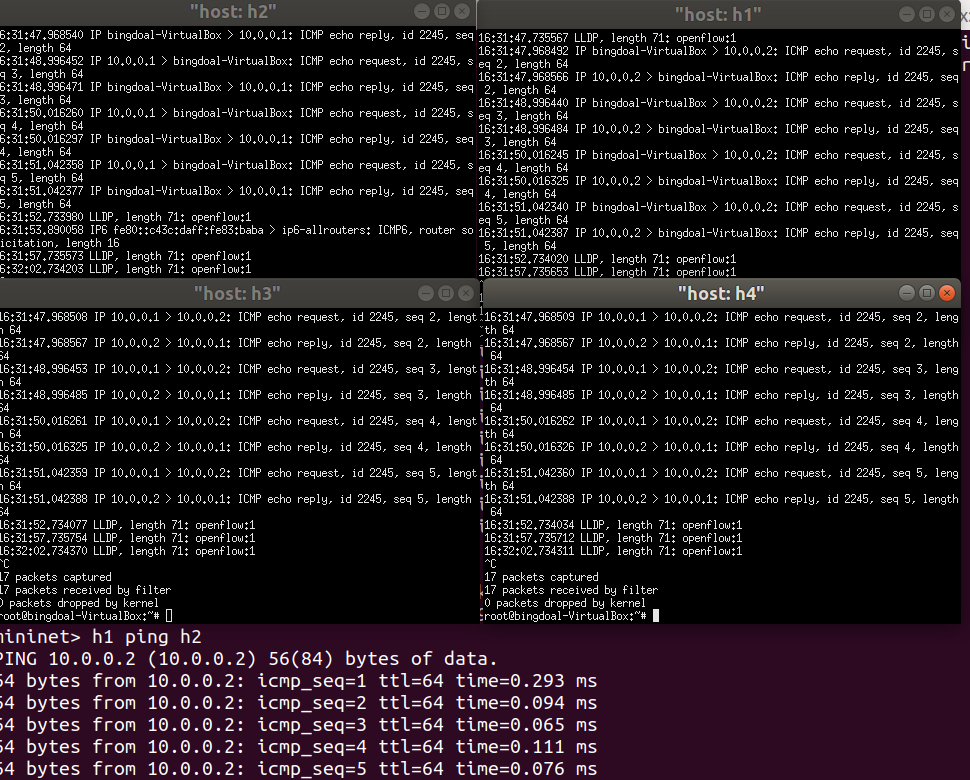 "host: h2"
6:31:47.968540 IP bingdoal-VirtualBox > 10.0.0.1: ICMP echo reply, id 2245, seq
2, length 64
6:31:48.996452 IP 10.0.0.1 > bingdoal-VirtualBox: ICMP echo request, id 2245, s
q 3, length 64
6:31:48.996471 IP bingdoal-VirtualBox > 10.0.0.1: ICMP echo reply, id 2245, seq
3, length 64
6:31:50.016260 IP 10.0.0.1 > bingdoal-VirtualBox: ICMP echo request, id 2245, s
q 4, length 64
6:31:50.016297 IP bingdoal-VirtualBox > 10.0.0.1: ICMP echo reply, id 2245, seq
4, length 64
6:31:51.042358 IP 10.0.0.1 > bingdoal-VirtualBox: ICMP echo request, id 2245, s
q 5, length 64
6:31:51.042377 IP bingdoal-VirtualBox > 10.0.0.1: ICMP echo reply, id 2245, seq
5, length 64
6:31:52.733980 LLDP, length 71: openflow:1
6:31:53.890058 IP6 fe80::c43c:daff:fe83:baba > ip6-allrouters: ICMP6, router so
icitation, length 16
6:31:57.735573 LLDP, length 71: openflow:1
6:32:02.734203 LLDP, length 71: openflow:1
"host: h1"
16:31:47.735567 LLDP, length 71: openflow:1
16:31:47.968492 IP bingdoal-VirtualBox > 10.0.0.2: ICMP echo request, id 2245, s
eq 2, length 64
16:31:47.968566 IP 10.0.0.2 > bingdoal-VirtualBox: ICMP echo reply, id 2245, seq
2, length 64
16:31:48.996440 IP bingdoal-VirtualBox > 10.0.0.2: ICMP echo request, id 2245, s
eq 3, length 64
16:31:48.996484 IP 10.0.0.2 > bingdoal-VirtualBox: ICMP echo reply, id 2245, seq
3, length 64
16:31:50.016245 IP bingdoal-VirtualBox > 10.0.0.2: ICMP echo request, id 2245, s
eq 4, length 64
16:31:50.016325 IP 10.0.0.2 > bingdoal-VirtualBox: ICMP echo reply, id 2245, seq
4, length 64
16:31:51.042340 IP bingdoal-VirtualBox > 10.0.0.2: ICMP echo request, id 2245, s
eq 5, length 64
16:31:51.042387 IP 10.0.0.2 > bingdoal-VirtualBox: ICMP echo reply, id 2245, seq
5, length 64
16:31:52.734020 LLDP, length 71: openflow:1
16:31:57.735653 LLDP, length 71: openflow:1
"host: h3"
16:31:47.968508 IP 10.0.0.1 > 10.0.0.2: ICMP echo request, id 2245, seq 2, lengt
h 64
16:31:47.968567 IP 10.0.0.2 > 10.0.0.1: ICMP echo reply, id 2245, seq 2, length
64
16:31:48.996453 IP 10.0.0.1 > 10.0.0.2: ICMP echo request, id 2245, seq 3, lengt
h 64
16:31:48.996485 IP 10.0.0.2 > 10.0.0.1: ICMP echo reply, id 2245, seq 3, length
64
16:31:50.016261 IP 10.0.0.1 > 10.0.0.2: ICMP echo request, id 2245, seq 4, lengt
h 64
16:31:50.016325 IP 10.0.0.2 > 10.0.0.1: ICMP echo reply, id 2245, seq 4, length
64
16:31:51.042359 IP 10.0.0.1 > 10.0.0.2: ICMP echo request, id 2245, seq 5, lengt
h 64
16:31:51.042388 IP 10.0.0.2 > 10.0.0.1: ICMP echo reply, id 2245, seq 5, length
64
16:31:52.734077 LLDP, length 71: openflow:1
16:31:57.735754 LLDP, length 71: openflow:1
16:32:02.734370 LLDP, length 71: openflow:1
^C
17 packets captured
17 packets received by filter
0 packets dropped by kernel
root@bingdoal-VirtualBox:~#
"host: h4"
16:31:47.968509 IP 10.0.0.1 > 10.0.0.2: ICMP echo request, id 2245, seq 2, leng
th 64
16:31:47.968567 IP 10.0.0.2 > 10.0.0.1: ICMP echo reply, id 2245, seq 2, length
64
16:31:48.996454 IP 10.0.0.1 > 10.0.0.2: ICMP echo request, id 2245, seq 3, leng
th 64
16:31:48.996485 IP 10.0.0.2 > 10.0.0.1: ICMP echo reply, id 2245, seq 3, length
64
16:31:50.016262 IP 10.0.0.1 > 10.0.0.2: ICMP echo request, id 2245, seq 4, leng
th 64
16:31:50.016326 IP 10.0.0.2 > 10.0.0.1: ICMP echo reply, id 2245, seq 4, length
64
16:31:51.042360 IP 10.0.0.1 > 10.0.0.2: ICMP echo request, id 2245, seq 5, leng
th 64
16:31:51.042388 IP 10.0.0.2 > 10.0.0.1: ICMP echo reply, id 2245, seq 5, length
64
16:31:52.734034 LLDP, length 71: openflow:1
16:31:57.735712 LLDP, length 71: openflow:1
16:32:02.734311 LLDP, length 71: openflow:1
^C
17 packets captured
17 packets received by filter
0 packets dropped by kernel
root@bingdoal-VirtualBox:~#
mininet> h1 ping h2
PING 10.0.0.2 (10.0.0.2) 56(84) bytes of data.
64 bytes from 10.0.0.2: icmp_seq=1 ttl=64 time=0.293 ms
64 bytes from 10.0.0.2: icmp_seq=2 ttl=64 time=0.094 ms
64 bytes from 10.0.0.2: icmp_seq=3 ttl=64 time=0.065 ms
64 bytes from 10.0.0.2: icmp_seq=4 ttl=64 time=0.111 ms
64 bytes from 10.0.0.2: icmp_seq=5 ttl=64 time=0.076 ms